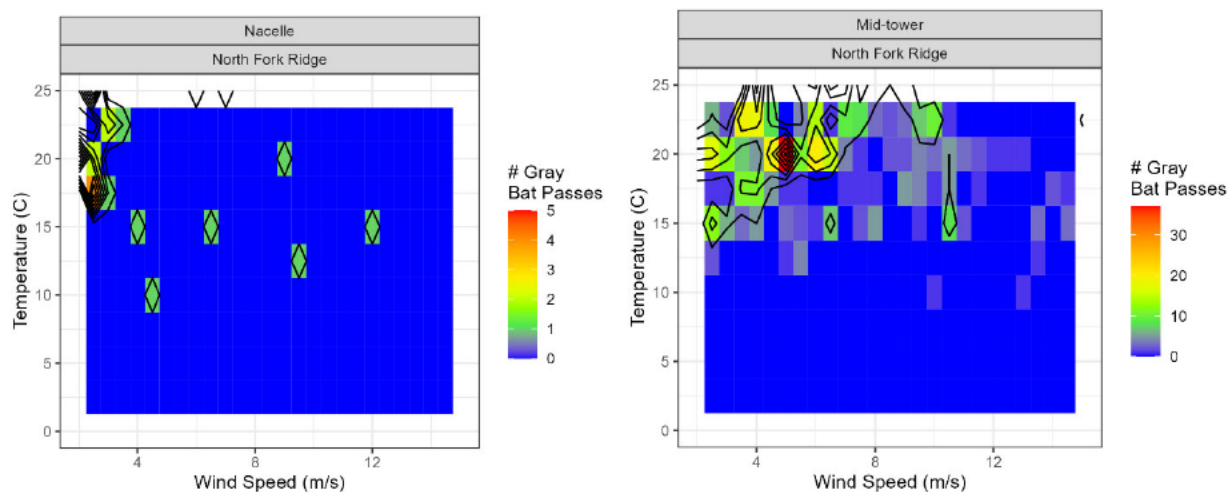 Nacelle
North Fork Ridge
25
20
15
10
5
0
4
8
12
Temperature (C)
Wind Speed (m/s)
# Gray
Bat Passes
5
4
3
2
1
0
Mid-tower
North Fork Ridge
25
20
15
10
5
0
4
8
12
Temperature (C)
Wind Speed (m/s)
# Gray
Bat Passes
30
20
10
0